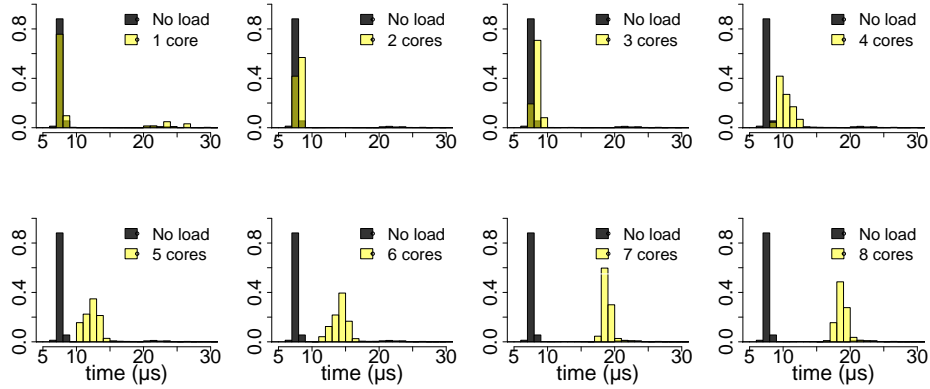 0.0 0.4 0.8
No load
1 core
5 10 20 30
0.0 0.4 0.8
No load
2 cores
5 10 20 30
0.0 0.4 0.8
No load
3 cores
5 10 20 30
0.0 0.4 0.8
No load
4 cores
5 10 20 30
0.0 0.4 0.8
No load
5 cores
5 10 20 30
time (µs)
0.0 0.4 0.8
No load
6 cores
5 10 20 30
time (µs)
0.0 0.4 0.8
No load
7 cores
5 10 20 30
time (µs)
0.0 0.4 0.8
No load
8 cores
5 10 20 30
time (µs)